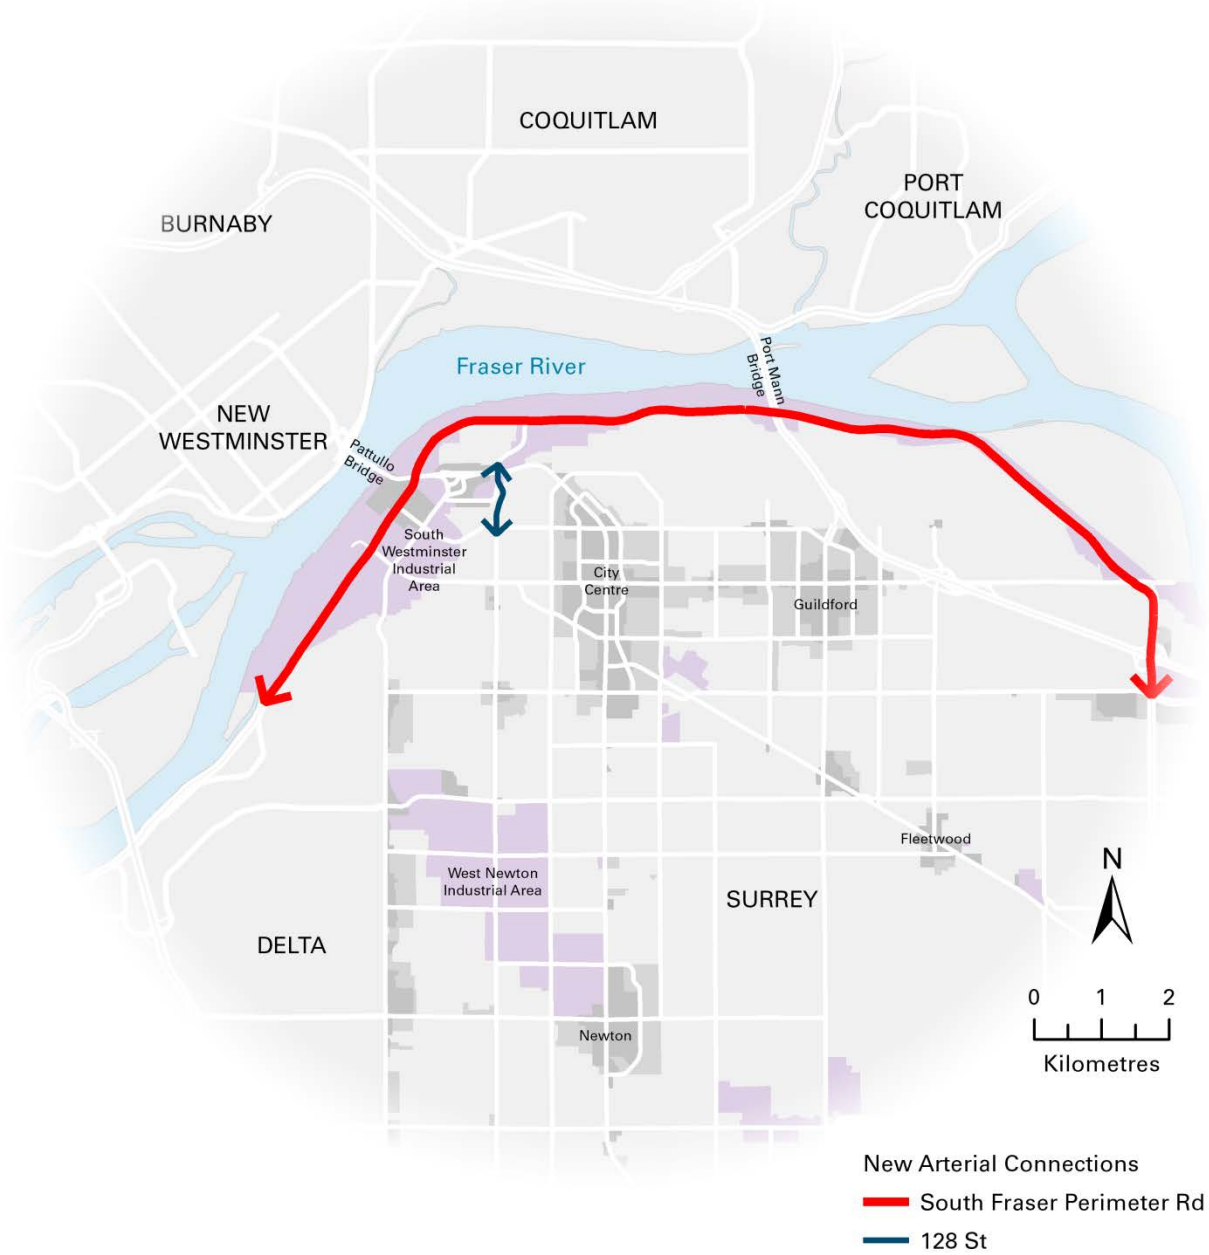 COQUITLAM
PORT
COQUITLAM
BURNABY
Fraser River
Port Mann
Bridge
NEW
WESTMINSTER
Pattullo
Bridge
South
Westminster
Industrial
Area
City
Centre
Guildford
Fleetwood
West Newton
Industrial Area
SURREY
N
DELTA
0 1 2
Kilometres
Newton
New Arterial Connections
South Fraser Perimeter Rd
128 St